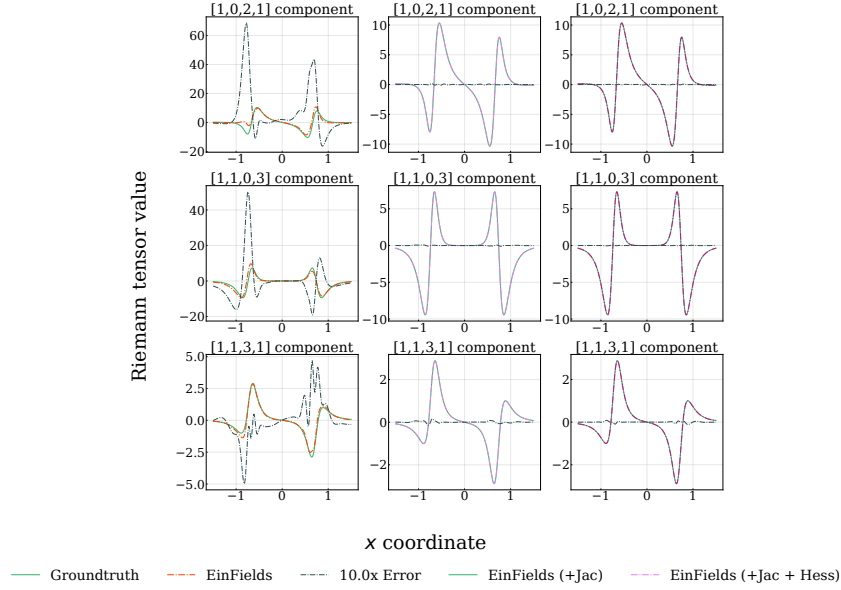 [1,0,2,1] component [1,0,2,1] component [1,0,2,1] component
60
40
20
0
−20
−1 0 1
10
5
0
−5
−10
−1 0 1
10
5
0
−5
−10
−1 0 1
Riemann tensor value
[1,1,0,3] component [1,1,0,3] component [1,1,0,3] component
40
20
0
−20
−1 0 1
5
0
−5
−10
−1 0 1
5
0
−5
−10
−1 0 1
[1,1,3,1] component [1,1,3,1] component [1,1,3,1] component
5.0
2.5
0.0
−2.5
−5.0
−1 0 1
2
0
−2
−1 0 1
2
0
−2
−1 0 1
x coordinate
Groundtruth EinFields 10.0x Error EinFields (+Jac) EinFields (+Jac + Hess)